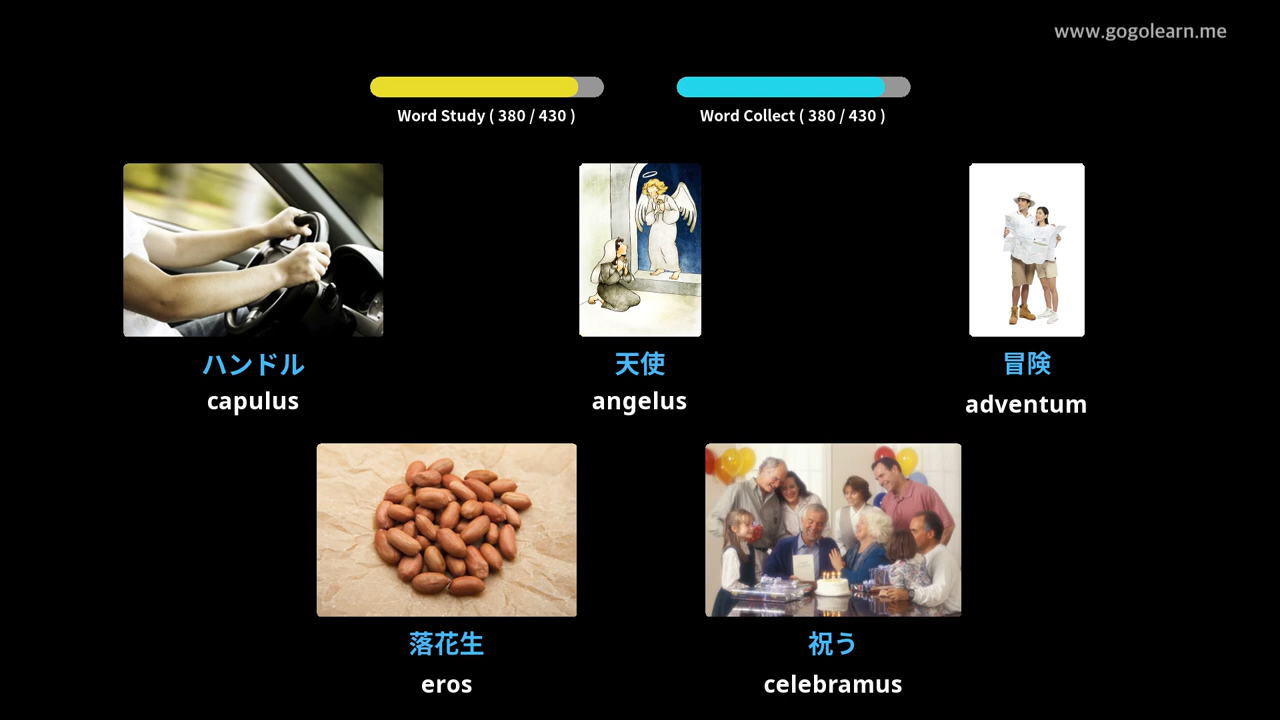 www.gogolearn.me
Word Study ( 380 / 430 )
Word Collect ( 380 / 430 )
ハンドル
capulus
天使
angelus
冒険
adventum
落花生
eros
祝う
celebramus